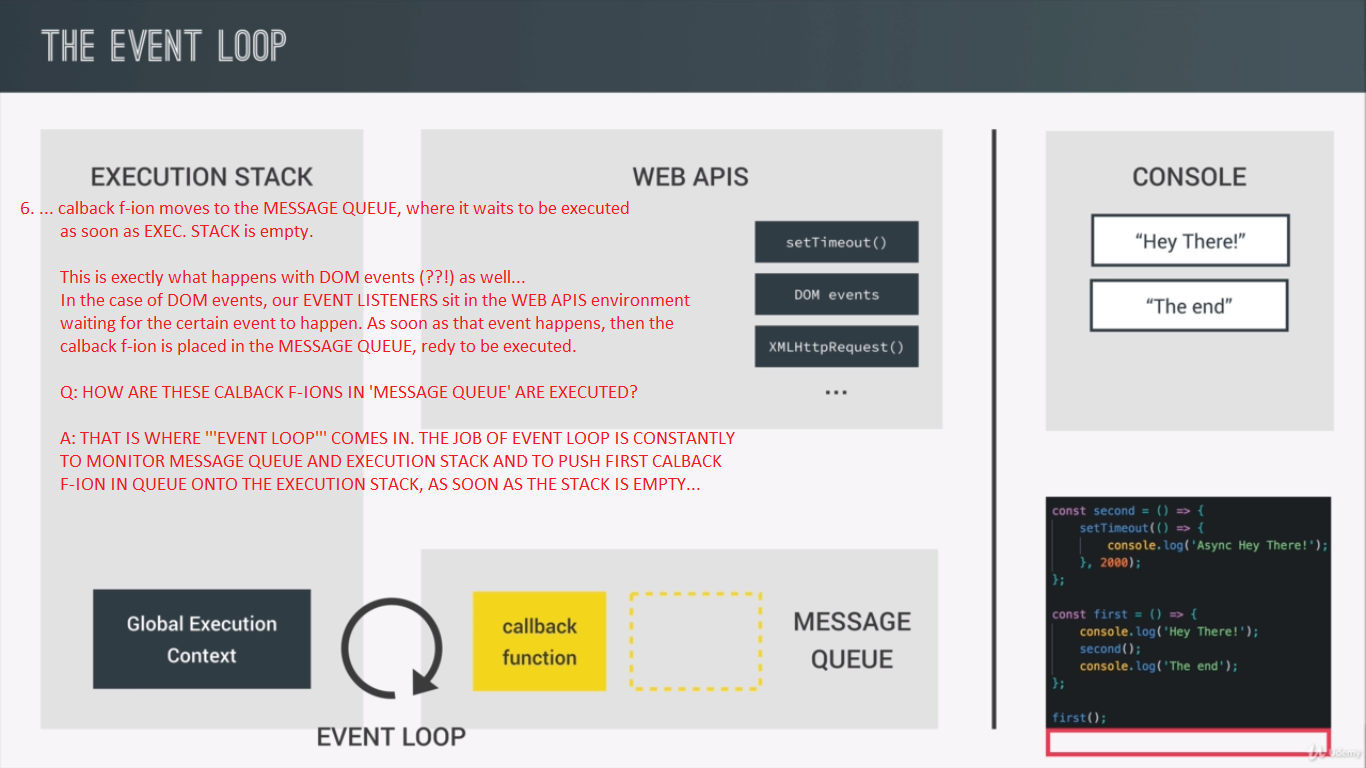 THE EVENT LOOP
EXECUTION STACK
WEB APIS
CONSOLE
6. ... calback f-ion moves to the MESSAGE QUEUE, where it waits to be executed
as soon as EXEC. STACK is empty.
This is exectly what happens with DOM events (??!) as well...
In the case of DOM events, our EVENT LISTENERS sit in the WEB APIS environment
waiting for the certain event to happen. As soon as that event happens, then the
calback f-ion is placed in the MESSAGE QUEUE, redy to be executed.
Q: HOW ARE THESE CALBACK F-IONS IN 'MESSAGE QUEUE' ARE EXECUTED?
A: THAT IS WHERE '''EVENT LOOP''' COMES IN. THE JOB OF EVENT LOOP IS CONSTANTLY
TO MONITOR MESSAGE QUEUE AND EXECUTION STACK AND TO PUSH FIRST CALBACK
F-ION IN QUEUE ONTO THE EXECUTION STACK, AS SOON AS THE STACK IS EMPTY...
setTimeout()
DOM events
XMLHttpRequest()
...
“Hey There!”
“The end”
Global Execution
Context
EVENT LOOP
callback
function
MESSAGE
QUEUE
const second = () => {
setTimeout(() => {
console.log('Async Hey There!');
}, 2000);
};
const first = () => {
console.log('Hey There!');
second();
console.log('The end');
};
first();
Udemy